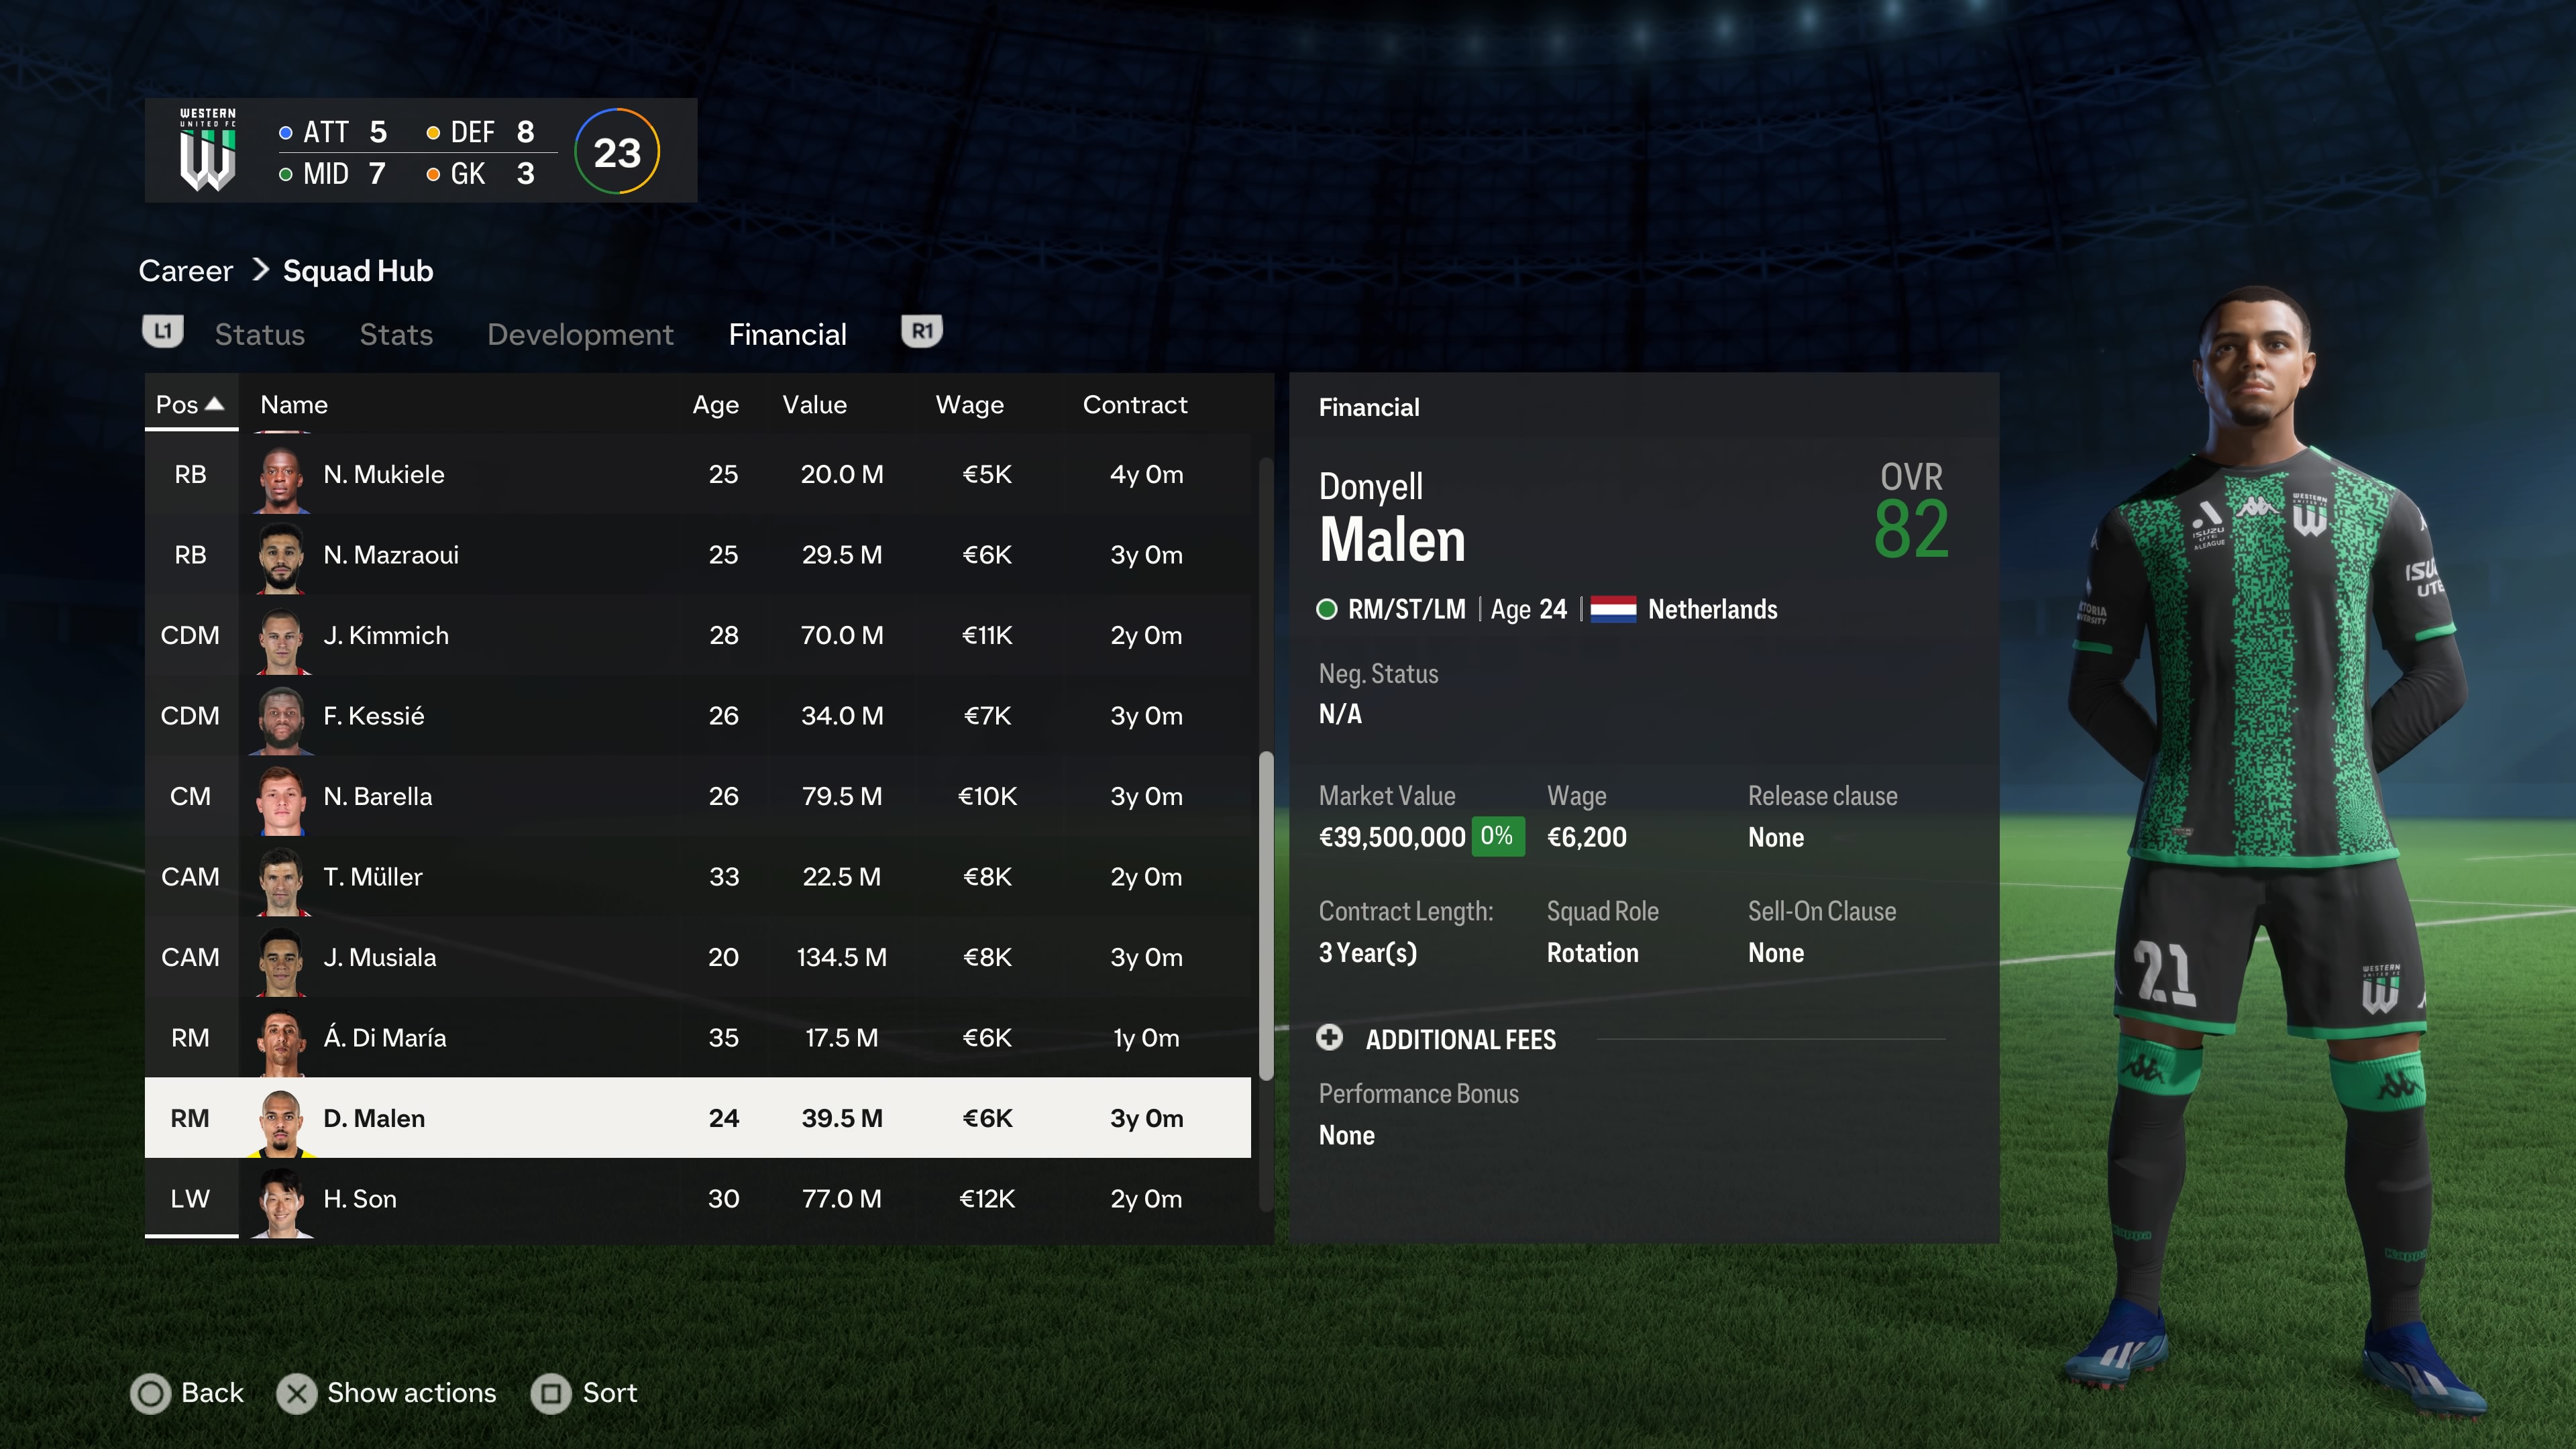 WESTERN
UNITED FC
ATT 5 DEF 8
MID 7 GK 3
23
Career > Squad Hub
L1 Status Stats Development Financial R1
Pos Name Age Value Wage Contract
RB N. Mukiele 25 20.0 M €5K 4y 0m
RB N. Mazraoui 25 29.5 M €6K 3y 0m
CDM J. Kimmich 28 70.0 M €11K 2y 0m
CDM F. Kessié 26 34.0 M €7K 3y 0m
CM N. Barella 26 79.5 M €10K 3y 0m
CAM T. Müller 33 22.5 M €8K 2y 0m
CAM J. Musiala 20 134.5 M €8K 3y 0m
RM Á. Di María 35 17.5 M €6K 1y 0m
RM D. Malen 24 39.5 M €6K 3y 0m
LW H. Son 30 77.0 M €12K 2y 0m
Financial
Donyell
Malen
OVR
82
RM/ST/LM | Age 24 | Netherlands
Neg. Status
N/A
Market Value Wage Release clause
€39,500,000 0% €6,200 None
Contract Length: Squad Role Sell-On Clause
3 Year(s) Rotation None
ADDITIONAL FEES
Performance Bonus
None
WESTERN
ISUZU
UTE
A-LEAGUE
21
WESTERN
Kappa
Kappa
Back Show actions Sort